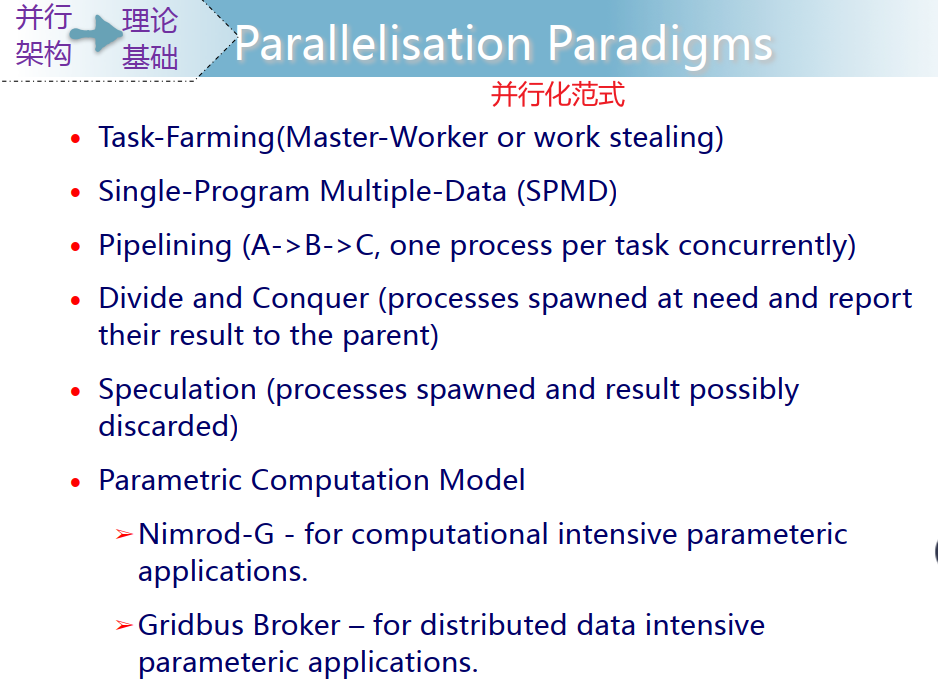 并行
架构
理论
基础
Parallelisation Paradigms
并行化范式
• Task-Farming(Master-Worker or work stealing)
• Single-Program Multiple-Data (SPMD)
• Pipelining (A->B->C, one process per task concurrently)
• Divide and Conquer (processes spawned at need and report
their result to the parent)
• Speculation (processes spawned and result possibly
discarded)
• Parametric Computation Model
➢Nimrod-G - for computational intensive parameteric
applications.
➢Gridbus Broker – for distributed data intensive
parameteric applications.